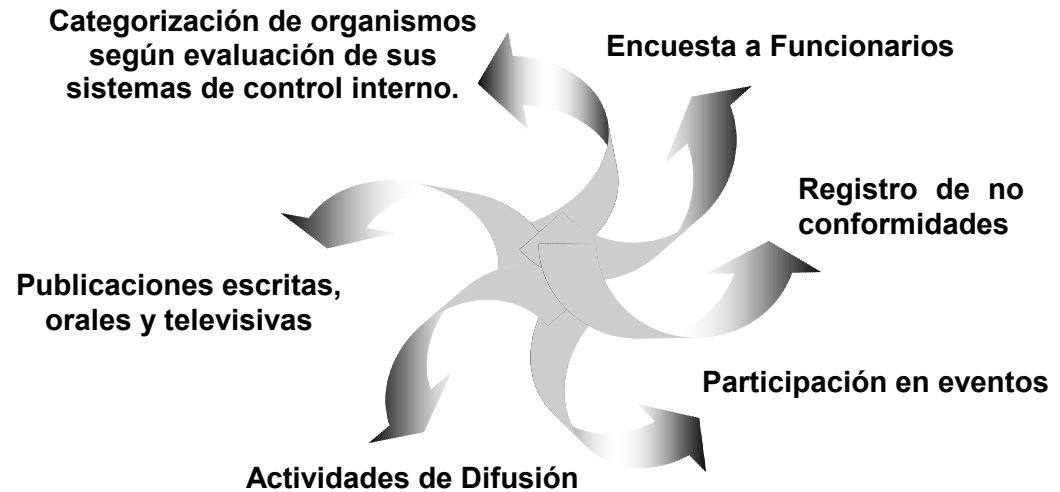 Categorización de organismos
según evaluación de sus
sistemas de control interno.
Encuesta a Funcionarios
Registro de no
conformidades
Publicaciones escritas,
orales y televisivas
Participación en eventos
Actividades de Difusión